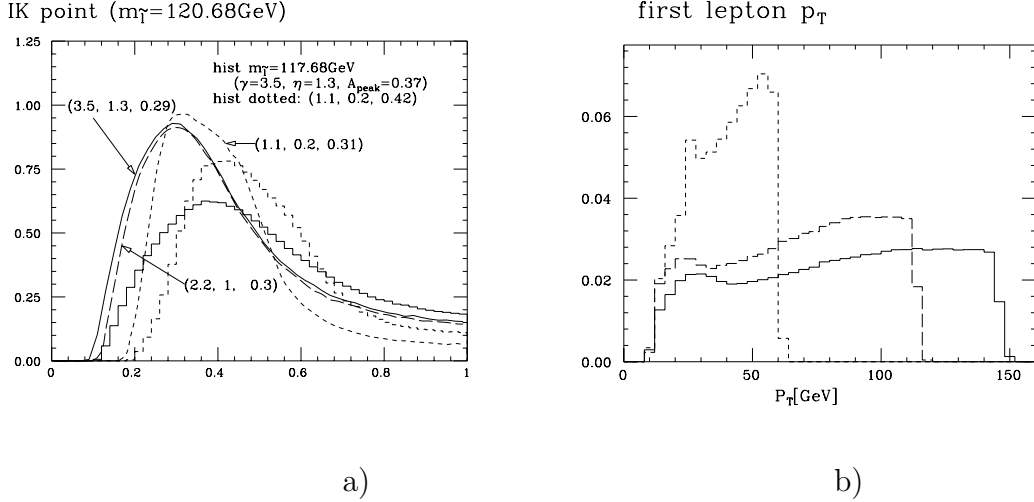 IK point (m_l̃=120.68GeV)
hist m_l̃=117.68GeV
(γ=3.5, η=1.3, A_peak=0.37)
hist dotted: (1.1, 0.2, 0.42)
(3.5, 1.3, 0.29)
(1.1, 0.2, 0.31)
(2.2, 1, 0.3)
1.25
1.00
0.75
0.50
0.25
0.00
0 0.2 0.4 0.6 0.8 1
a)
first lepton p_T
0.06
0.04
0.02
0.00
0 50 100 150
P_T[GeV]
b)